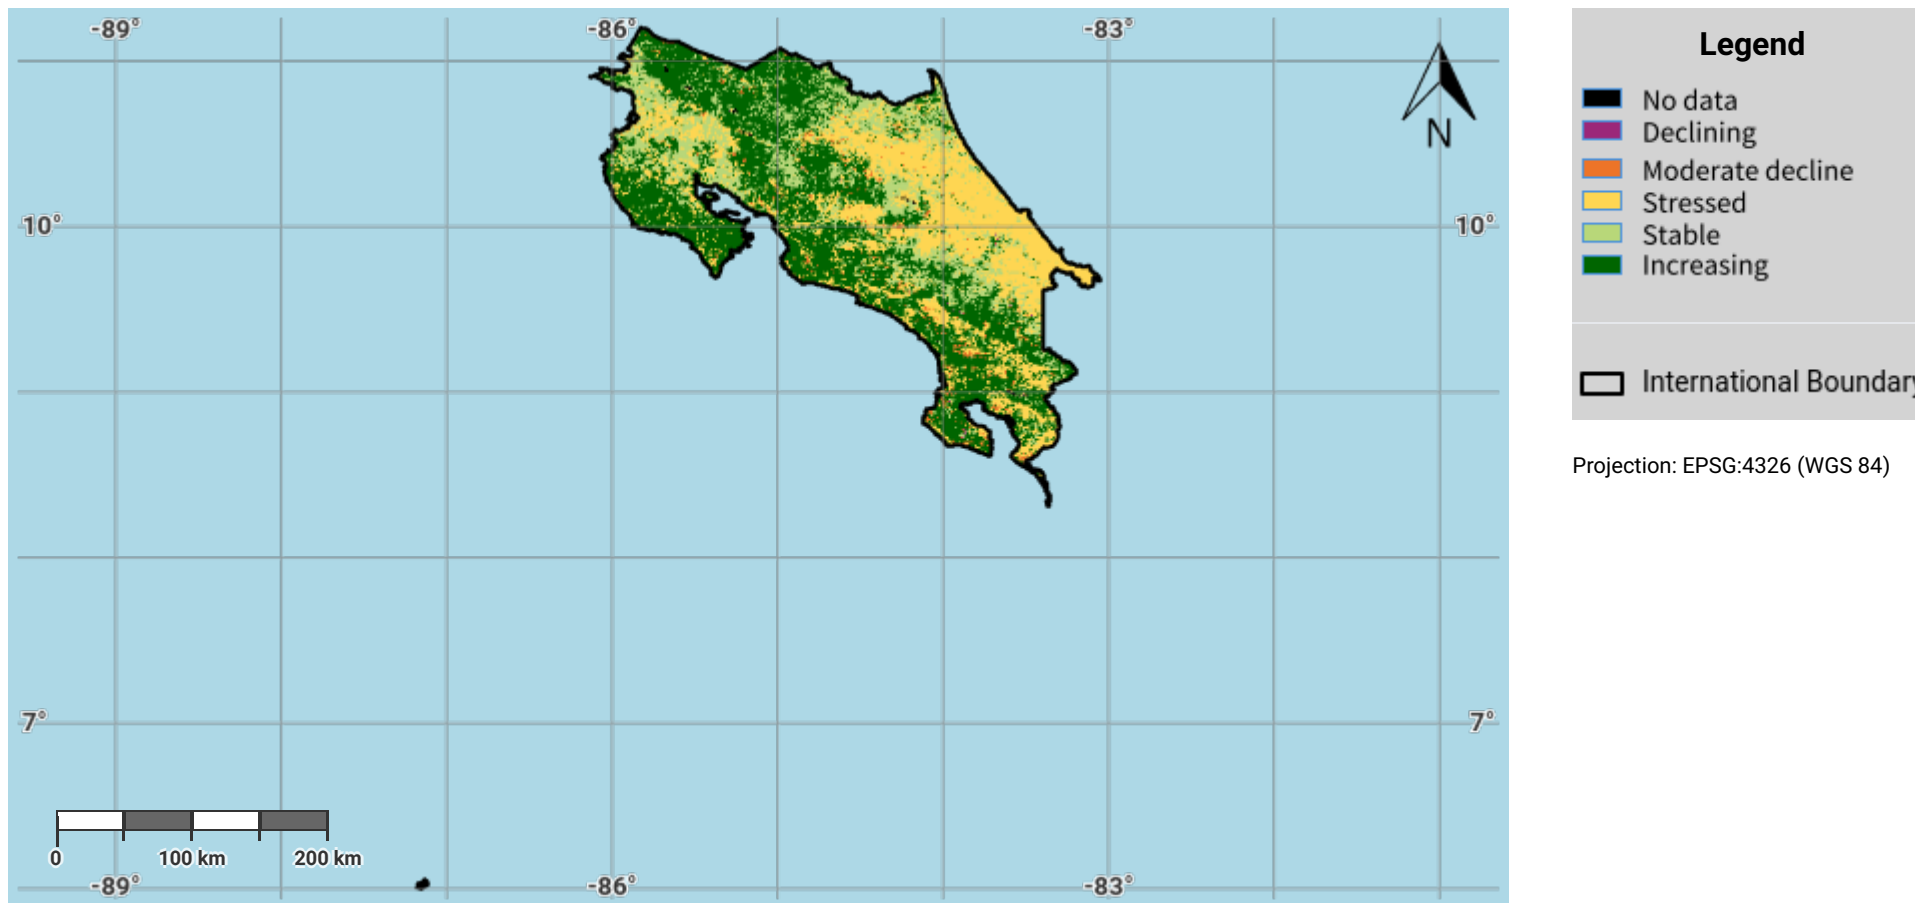 -89° -86° -83°
N
10° 10°
7° 7°
0 100 km 200 km
-89° -86° -83°
Legend
No data
Declining
Moderate decline
Stressed
Stable
Increasing
International Boundary
Projection: EPSG:4326 (WGS 84)